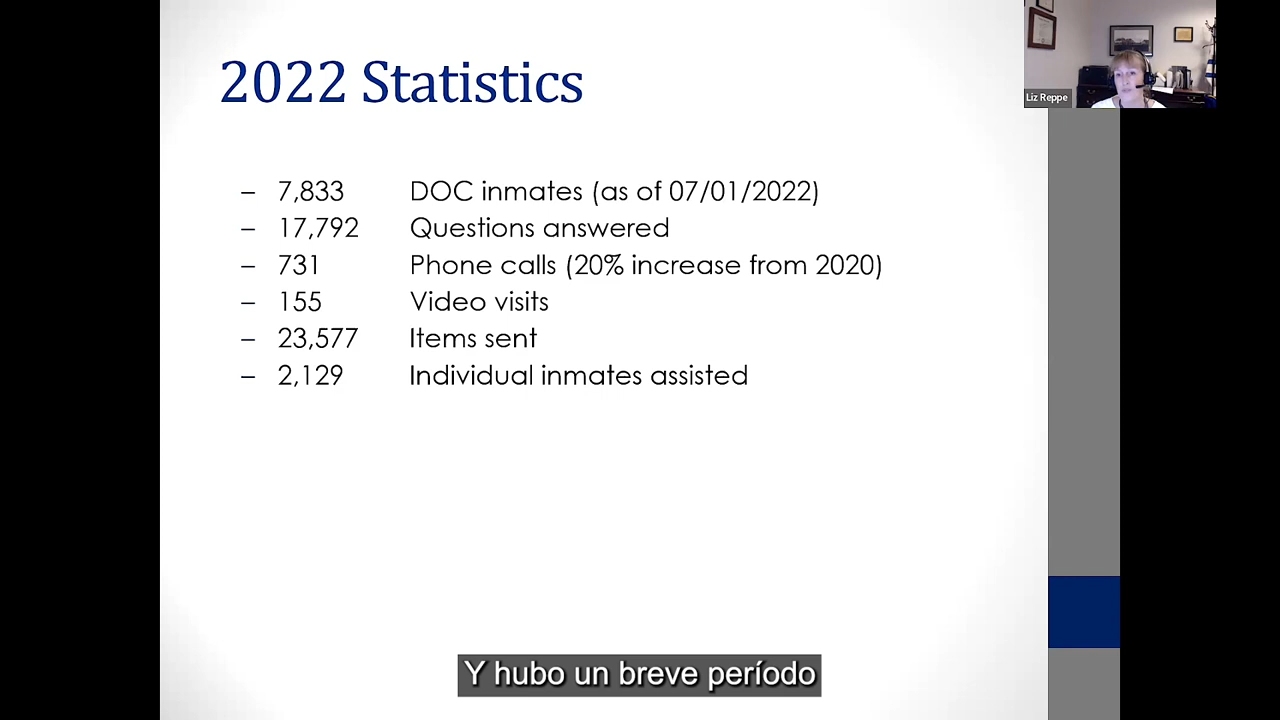 2022 Statistics
Liz Reppe
– 7,833 DOC inmates (as of 07/01/2022)
– 17,792 Questions answered
– 731 Phone calls (20% increase from 2020)
– 155 Video visits
– 23,577 Items sent
– 2,129 Individual inmates assisted
Y hubo un breve período